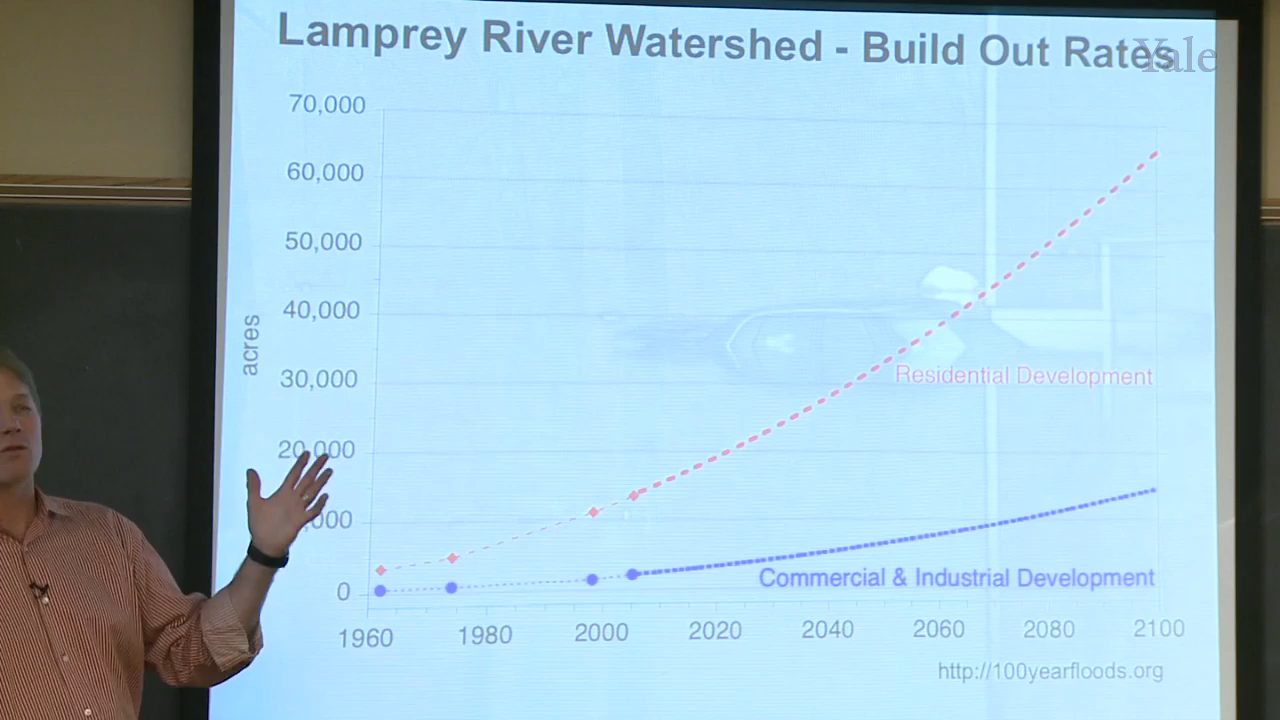 Lamprey River Watershed - Build Out Rates
Yale
70,000
60,000
50,000
40,000
30,000
20,000
,000
0
acres
Residential Development
Commercial & Industrial Development
1960 1980 2000 2020 2040 2060 2080 2100
http://100yearfloods.org